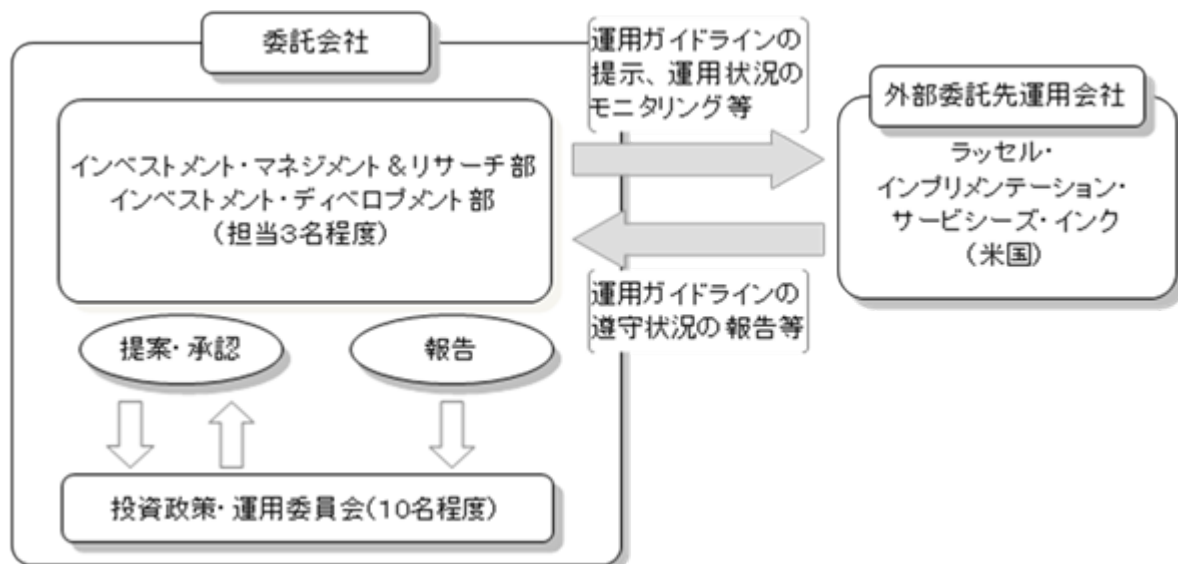 委託会社
運用ガイドラインの
提示、運用状況の
モニタリング等
外部委託先運用会社
ラッセル・
インプリメンテーション・
サービシーズ・インク
(米国)
インベストメント・マネジメント&リサーチ部
インベストメント・ディベロプメント部
(担当3名程度)
運用ガイドラインの
遵守状況の報告等
提案・承認
報告
投資政策・運用委員会(10名程度)